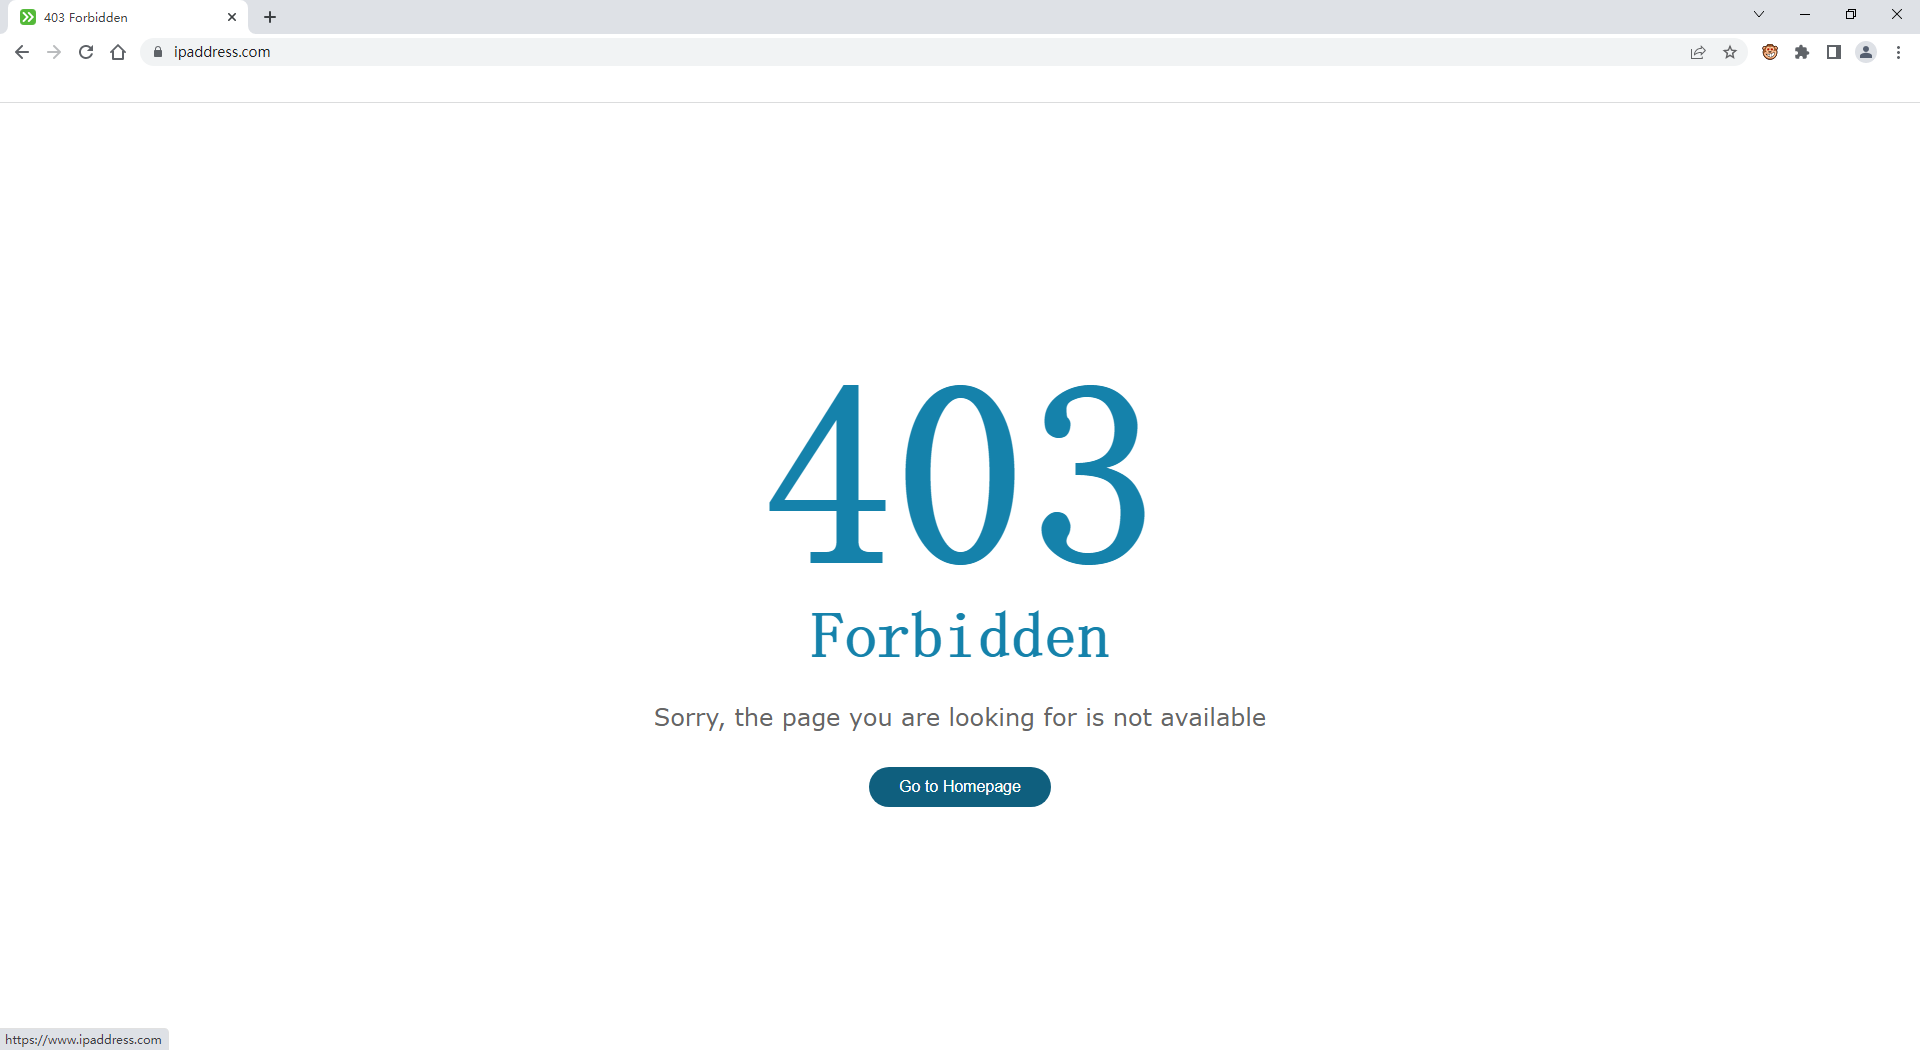 403 Forbidden
ipaddress.com
403
Forbidden
Sorry, the page you are looking for is not available
Go to Homepage
https://www.ipaddress.com